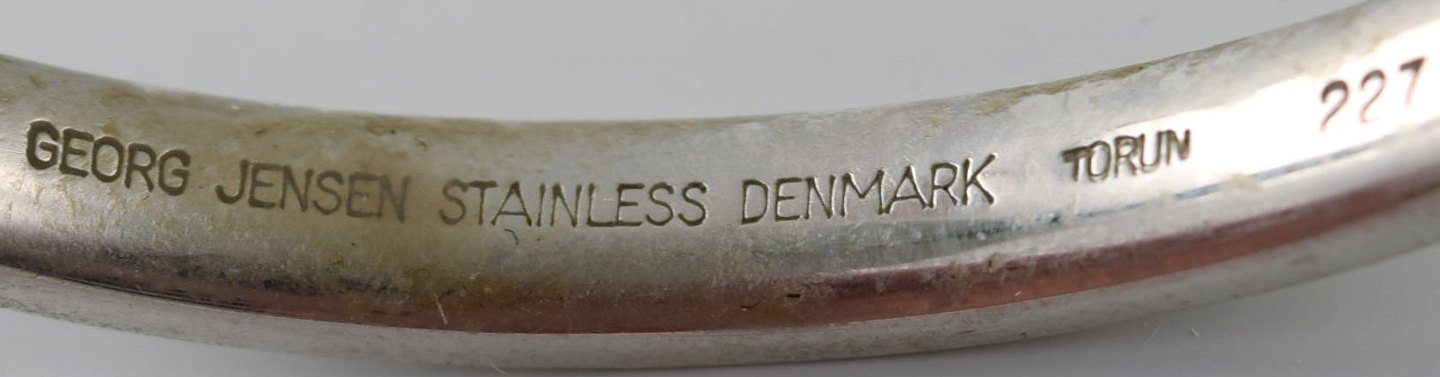 GEORG JENSEN STAINLESS DENMARK TORUN 227